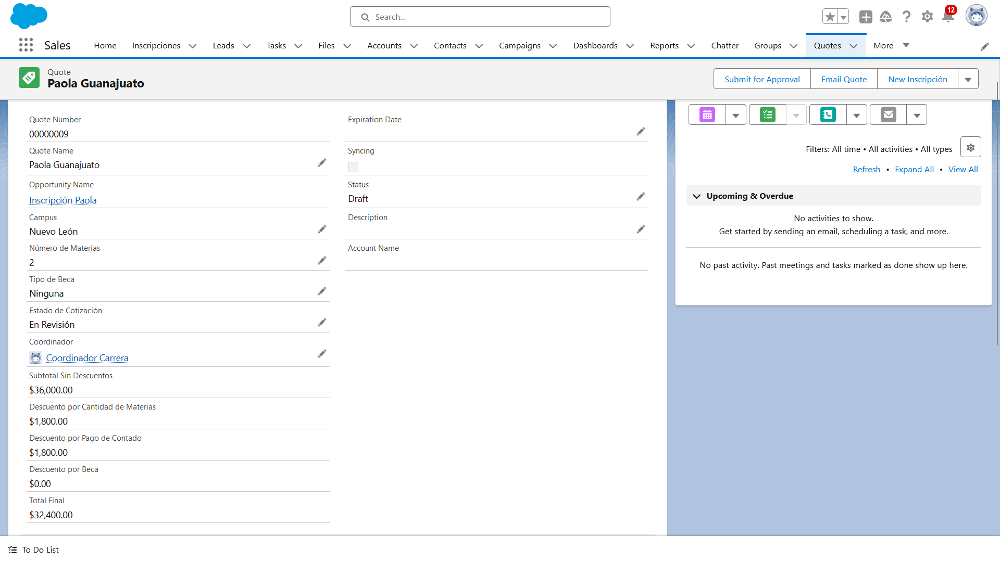 Search...
12
Sales
Home
Inscripciones
Leads
Tasks
Files
Accounts
Contacts
Campaigns
Dashboards
Reports
Chatter
Groups
Quotes
More
Quote
Paola Guanajuato
Submit for Approval
Email Quote
New Inscripción
Quote Number
00000009
Quote Name
Paola Guanajuato
Opportunity Name
Inscripción Paola
Campus
Nuevo León
Número de Materias
2
Tipo de Beca
Ninguna
Estado de Cotización
En Revisión
Coordinador
Coordinador Carrera
Subtotal Sin Descuentos
$36,000.00
Descuento por Cantidad de Materias
$1,800.00
Descuento por Pago de Contado
$1,800.00
Descuento por Beca
$0.00
Total Final
$32,400.00
Expiration Date
Syncing
Status
Draft
Description
Account Name
Filters: All time • All activities • All types
Refresh • Expand All • View All
Upcoming & Overdue
No activities to show.
Get started by sending an email, scheduling a task, and more.
No past activity. Past meetings and tasks marked as done show up here.
To Do List